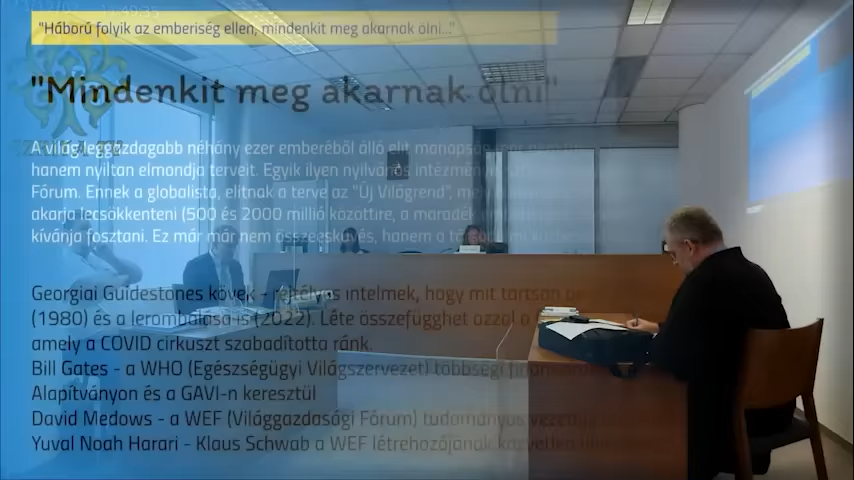 "Háború folyik az emberiség ellen, mindenkit meg akarnak ölni..."
"Mindenkit meg akarnak ölni"
A világ leggazdagabb néhány ezer emberéből álló elit manapság
hanem nyíltan elmondja terveit. Egyik ilyen nyilvános
Fórum. Ennek a globalista, elitnak a terve az "Új Világrend",
akarja lecsökkenteni (500 és 2000 millió közöttire, a maradék
kívánja fosztani. Ez már már nem összeesküvés, hanem a
Georgiai Guidestones kövek - rejtélyes intelmek, hogy mit tartson
(1980) és a lerombolása is (2022). Léte összefügghet azzal a
amely a COVID cirkuszt szabadította ránk.
Bill Gates - a WHO (Egészségügyi Világszervezet) többségi
Alapítványon és a GAVI-n keresztül
David Medows - a WEF (Világgazdasági Fórum) tudományos
Yuval Noah Harari - Klaus Schwab a WEF létrehozójának közvetlen